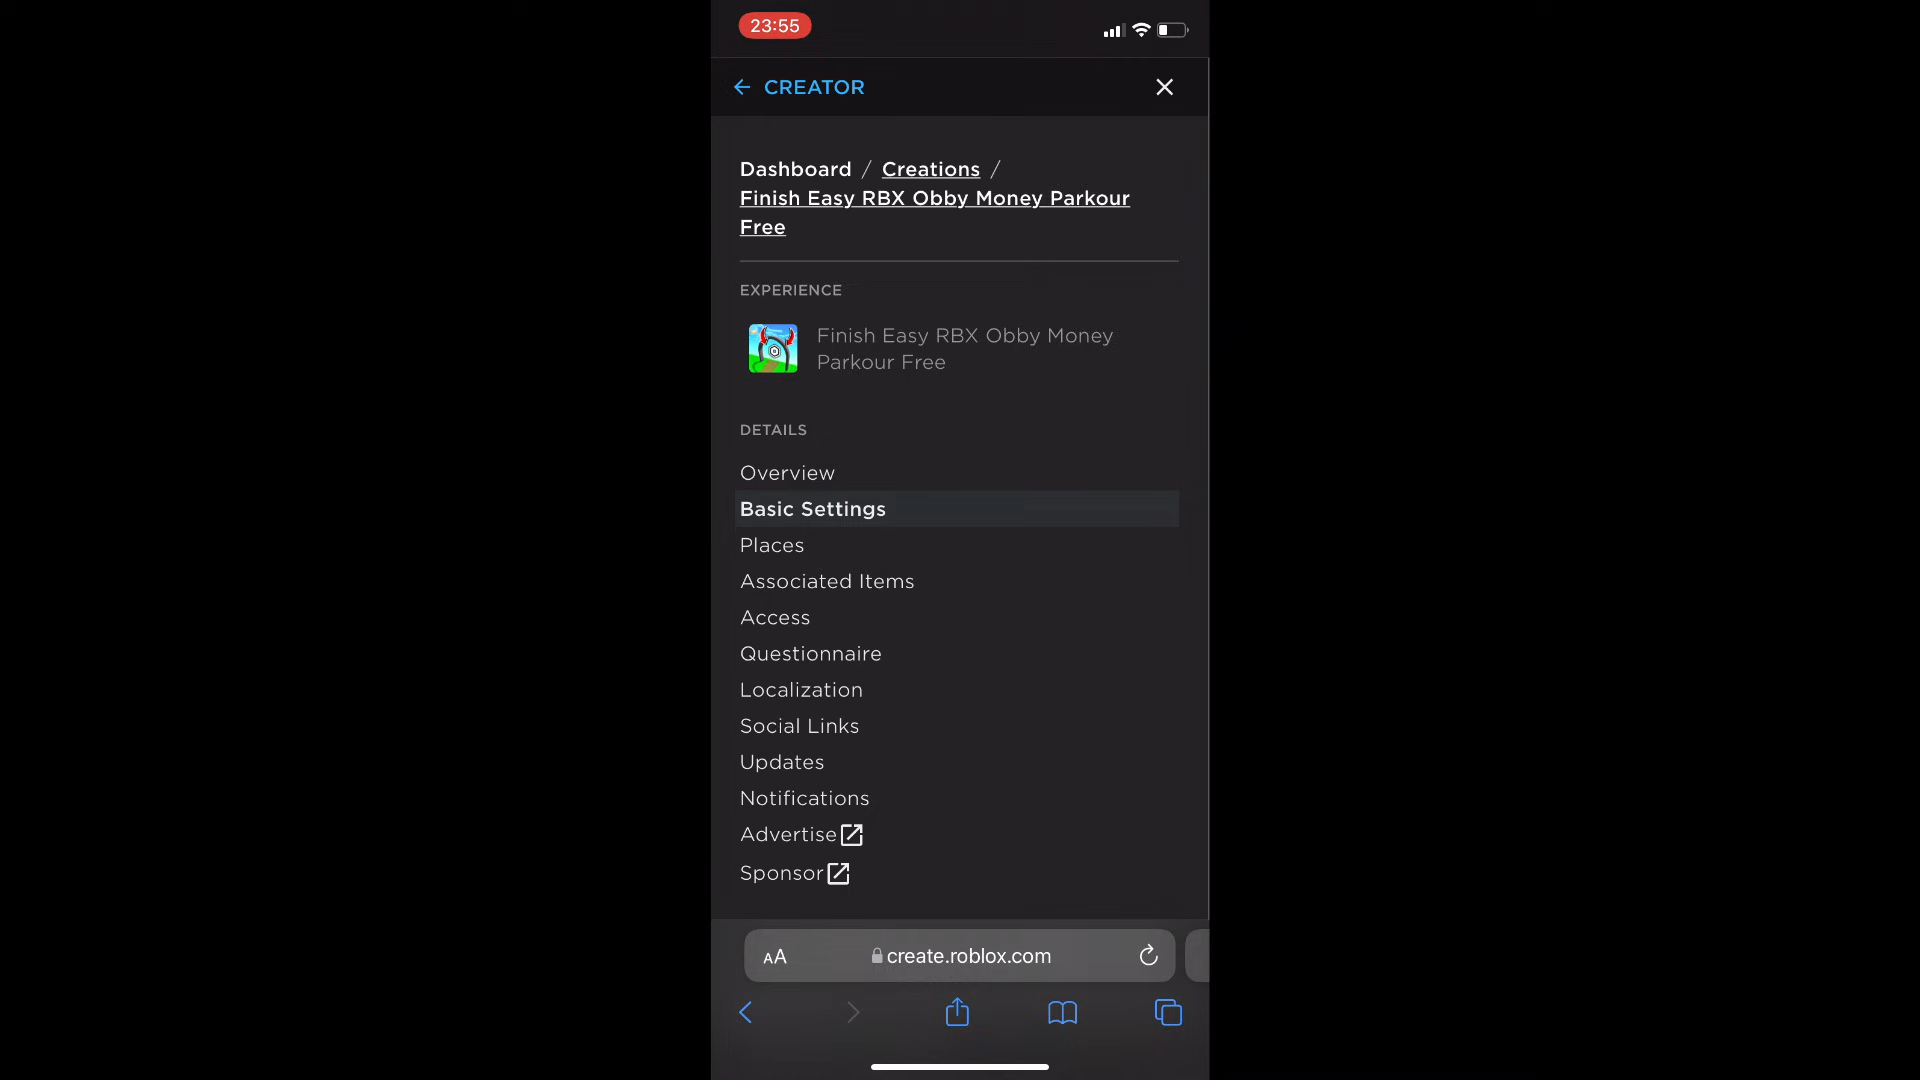 23:55
CREATOR
Dashboard / Creations /
Finish Easy RBX Obby Money Parkour
Free
EXPERIENCE
Finish Easy RBX Obby Money
Parkour Free
DETAILS
Overview
Basic Settings
Places
Associated Items
Access
Questionnaire
Localization
Social Links
Updates
Notifications
Advertise
Sponsor
AA create.roblox.com